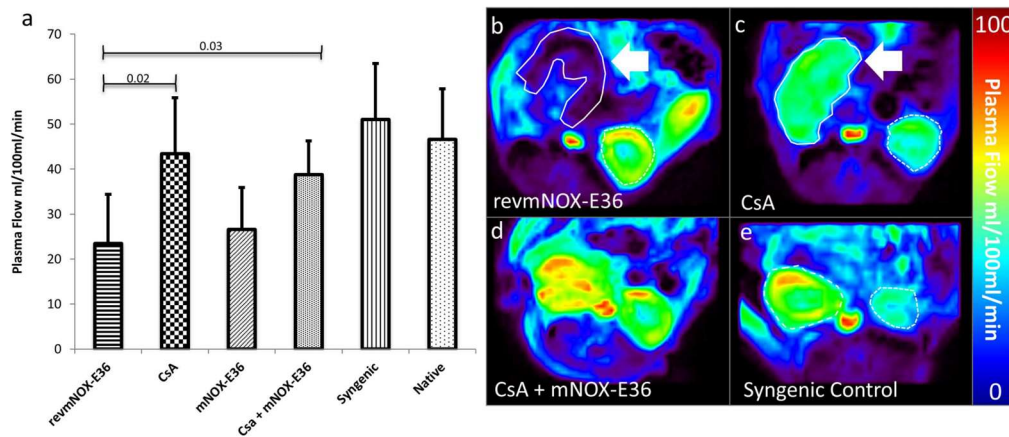 a
70
60
50
40
30
20
10
0
Plasma Flow ml/100ml/min
0.03
0.02
revmNOX-E36
CsA
mNOX-E36
Csa + mNOX-E36
Syngenic
Native
b
revmNOX-E36
c
CsA
d
CsA + mNOX-E36
e
Syngenic Control
100
Plasma Flow ml/100ml/min
0